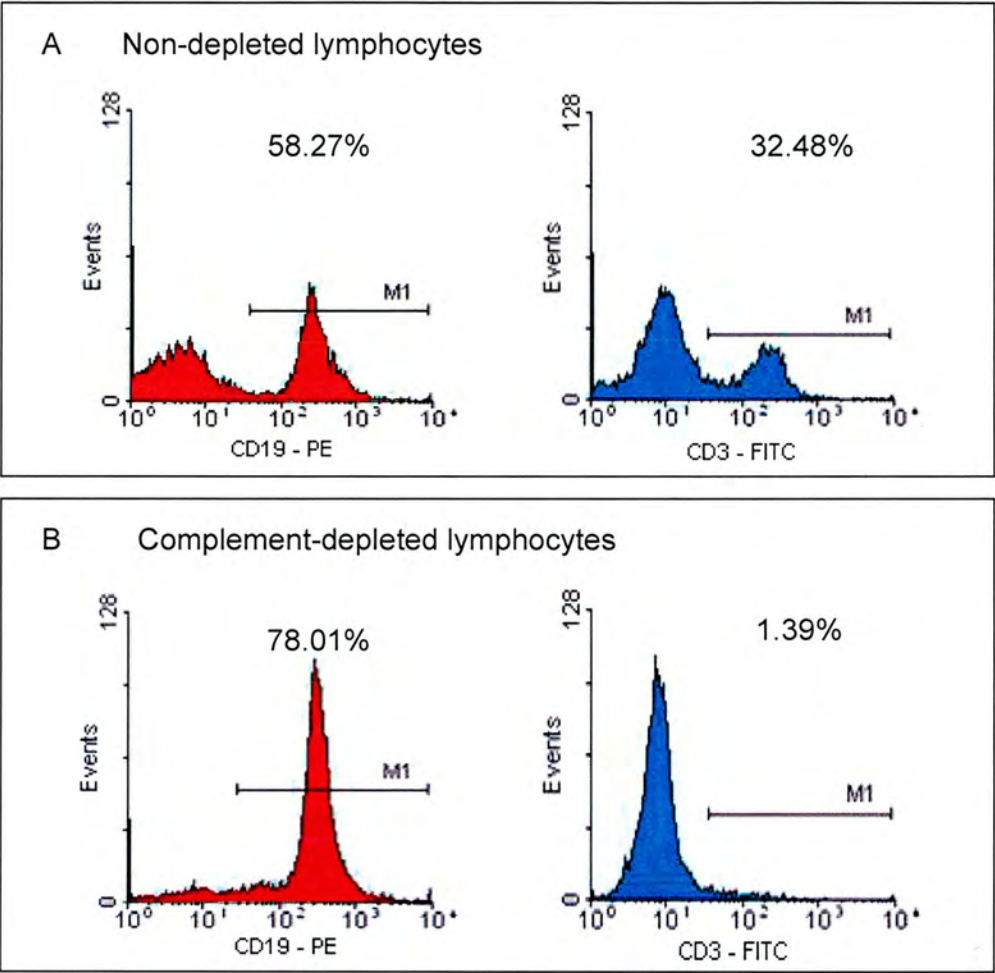 A Non-depleted lymphocytes
128
58.27%
Events
M1
0
10⁰ 10¹ 10² 10³ 10⁴
CD19 - PE
128
32.48%
Events
M1
0
10⁰ 10¹ 10² 10³ 10⁴
CD3 - FITC
B Complement-depleted lymphocytes
128
78.01%
Events
M1
0
10⁰ 10¹ 10² 10³ 10⁴
CD19 - PE
128
1.39%
Events
M1
0
10⁰ 10¹ 10² 10³ 10⁴
CD3 - FITC